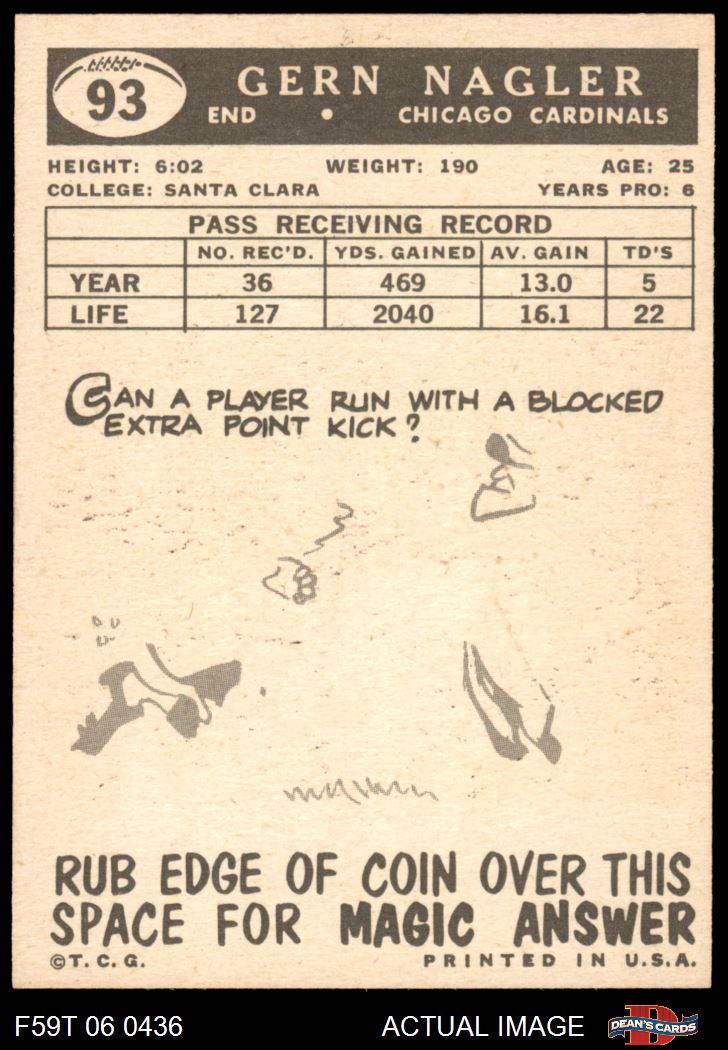 93
GERN NAGLER
END • CHICAGO CARDINALS
HEIGHT: 6:02 WEIGHT: 190 AGE: 25
COLLEGE: SANTA CLARA YEARS PRO: 6
PASS RECEIVING RECORD
NO. REC'D. YDS. GAINED AV. GAIN TD'S
YEAR 36 469 13.0 5
LIFE 127 2040 16.1 22
CAN A PLAYER RUN WITH A BLOCKED
EXTRA POINT KICK?
RUB EDGE OF COIN OVER THIS
SPACE FOR MAGIC ANSWER
©T.C.G. PRINTED IN U.S.A.
F59T 06 0436 ACTUAL IMAGE DEAN'S CARDS